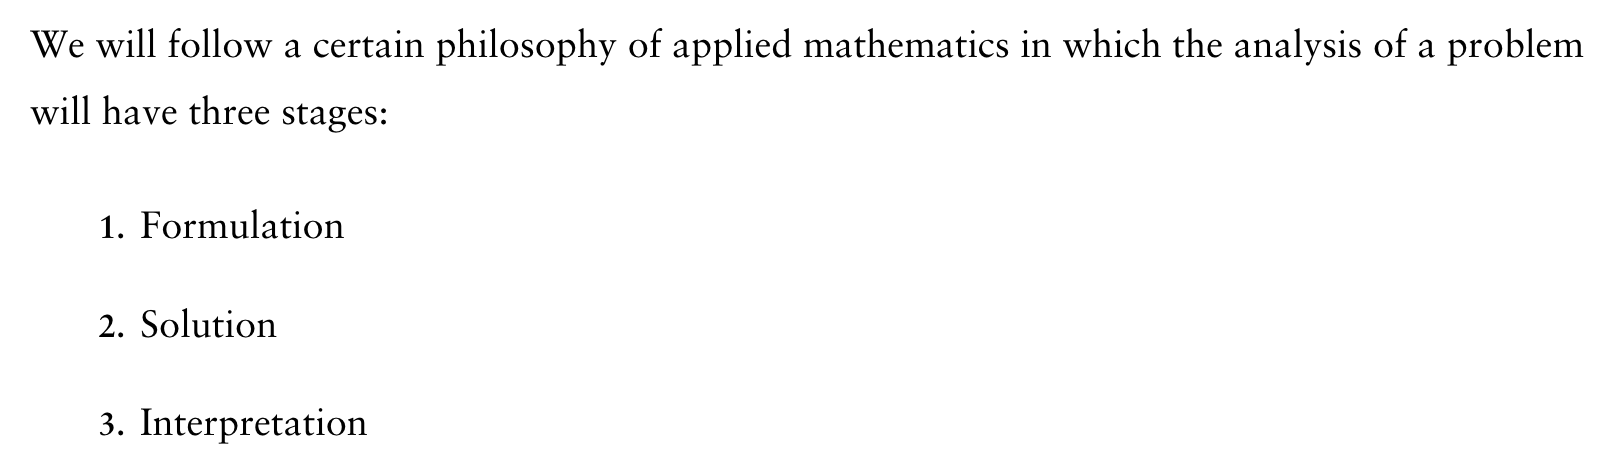 We will follow a certain philosophy of applied mathematics in which the analysis of a problem
will have three stages:
1. Formulation
2. Solution
3. Interpretation